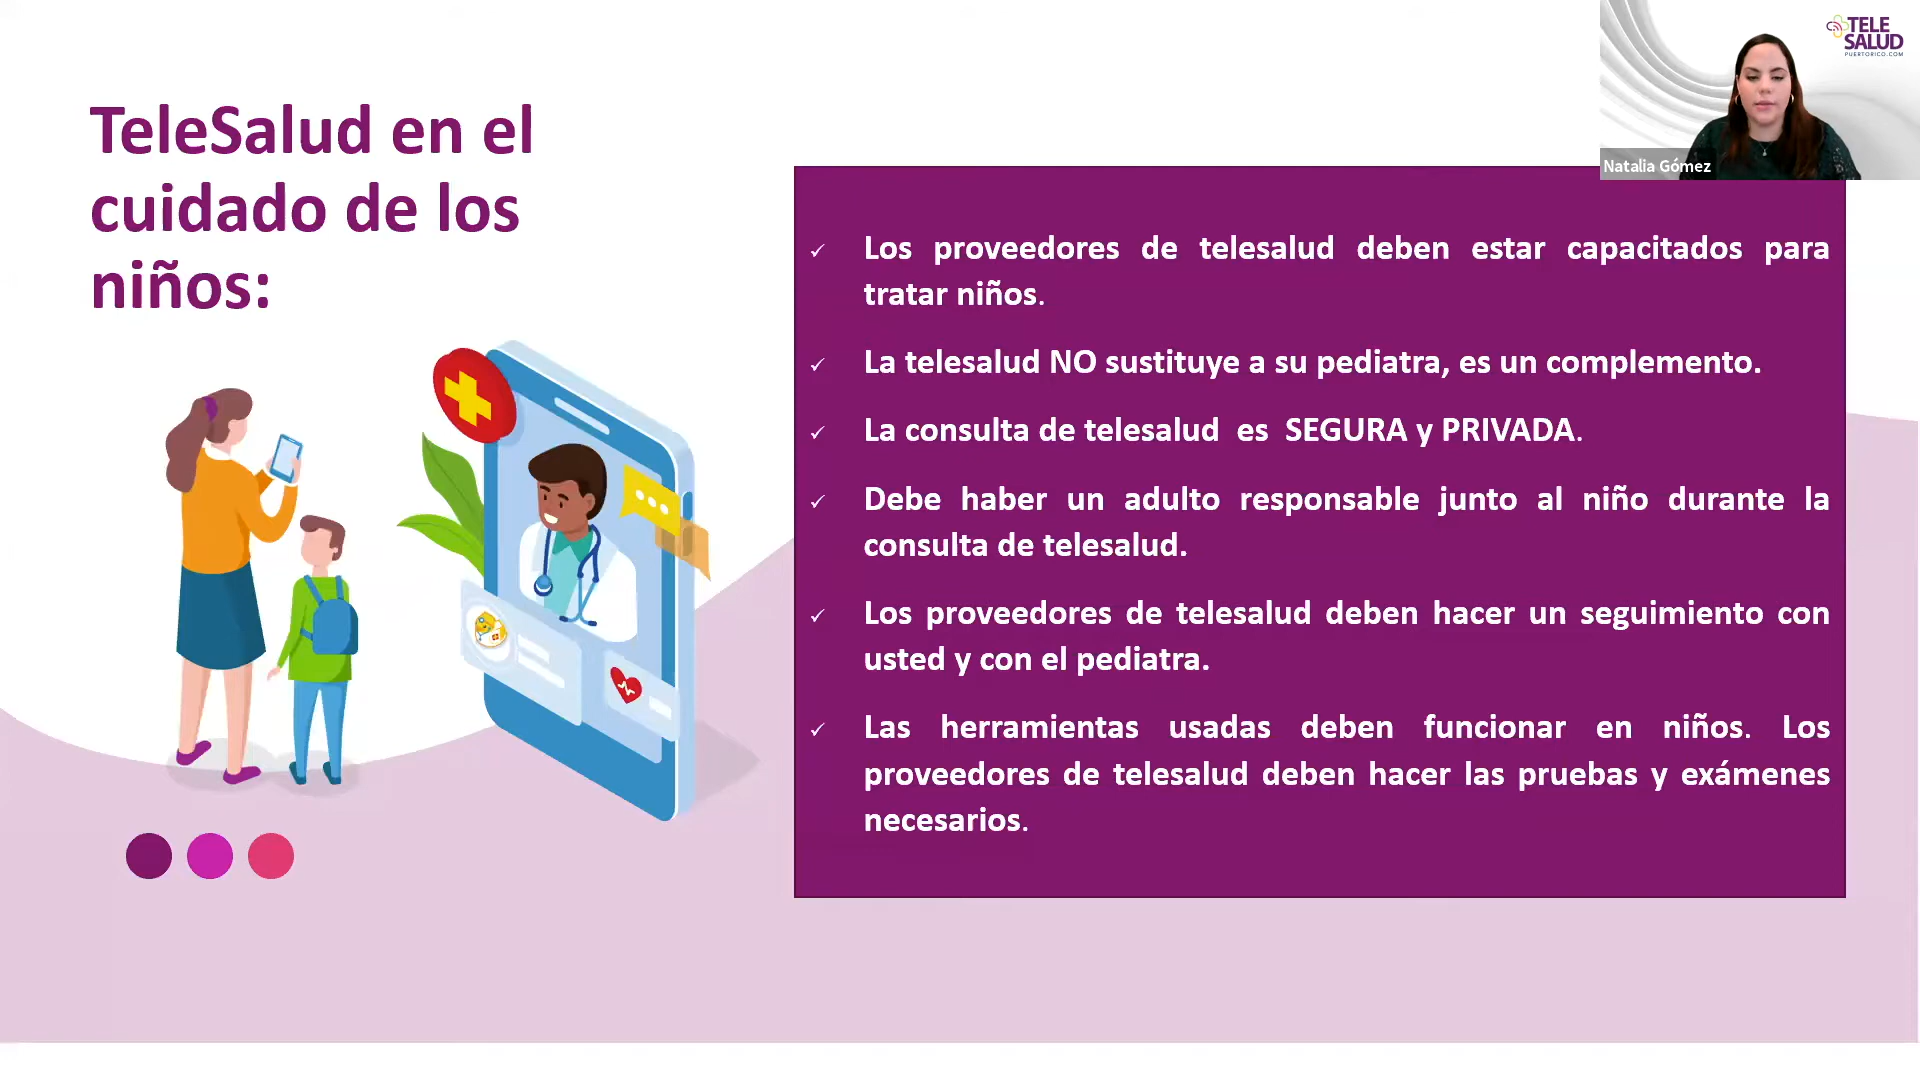 TELE
SALUD
PUERTORICO.COM
Natalia Gómez
TeleSalud en el
cuidado de los
niños:
✓ Los proveedores de telesalud deben estar capacitados para
tratar niños.
✓ La telesalud NO sustituye a su pediatra, es un complemento.
✓ La consulta de telesalud es SEGURA y PRIVADA.
✓ Debe haber un adulto responsable junto al niño durante la
consulta de telesalud.
✓ Los proveedores de telesalud deben hacer un seguimiento con
usted y con el pediatra.
✓ Las herramientas usadas deben funcionar en niños. Los
proveedores de telesalud deben hacer las pruebas y exámenes
necesarios.